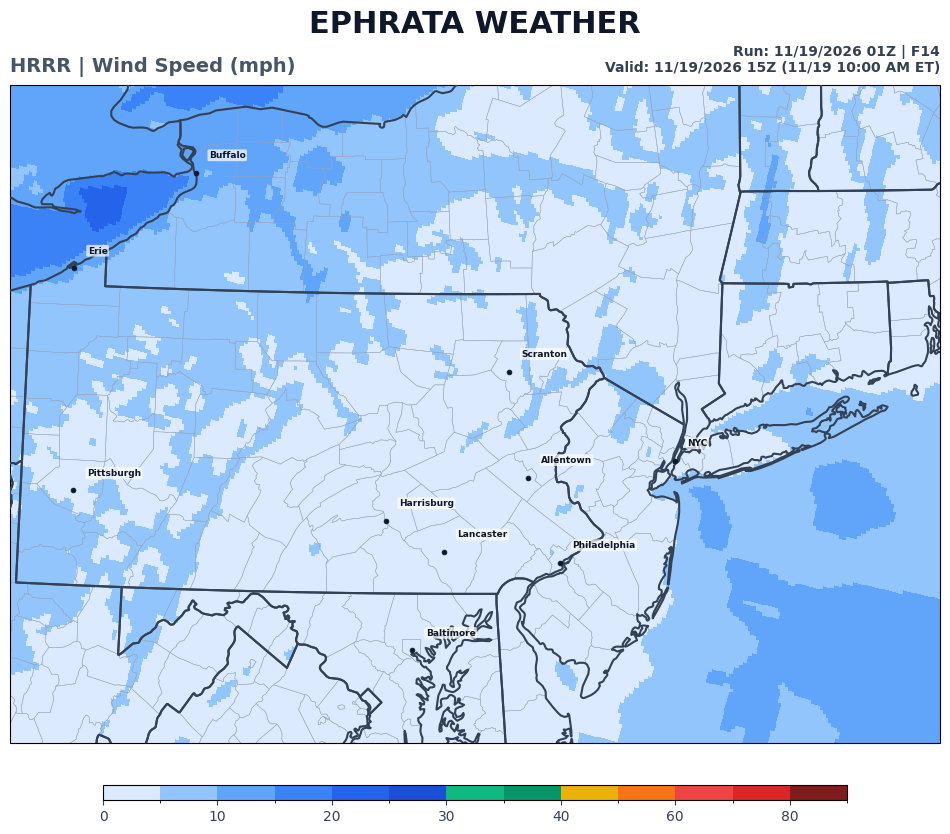 EPHRATA WEATHER
HRRR | Wind Speed (mph)
Run: 11/19/2026 01Z | F14
Valid: 11/19/2026 15Z (11/19 10:00 AM ET)
Buffalo
Erie
Scranton
NYC
Allentown
Pittsburgh
Harrisburg
Lancaster
Philadelphia
Baltimore
0 10 20 30 40 50 60 70 80